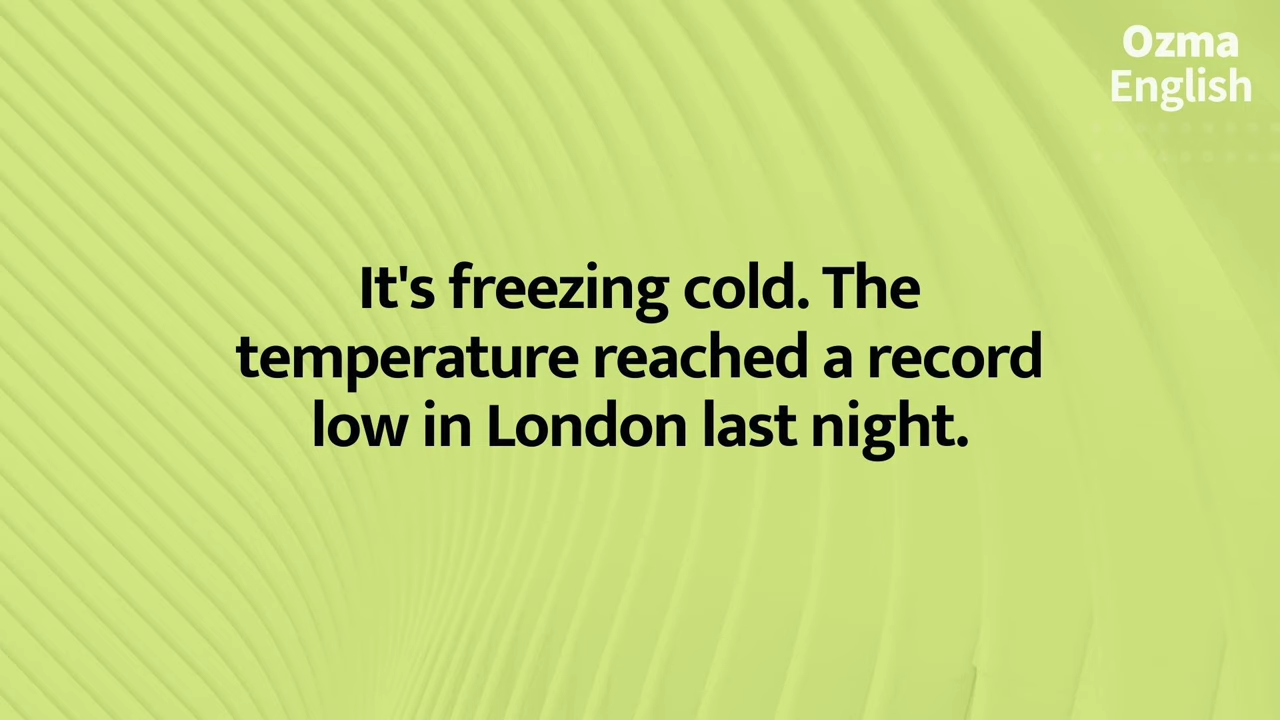 Ozma
English
It's freezing cold. The
temperature reached a record
low in London last night.